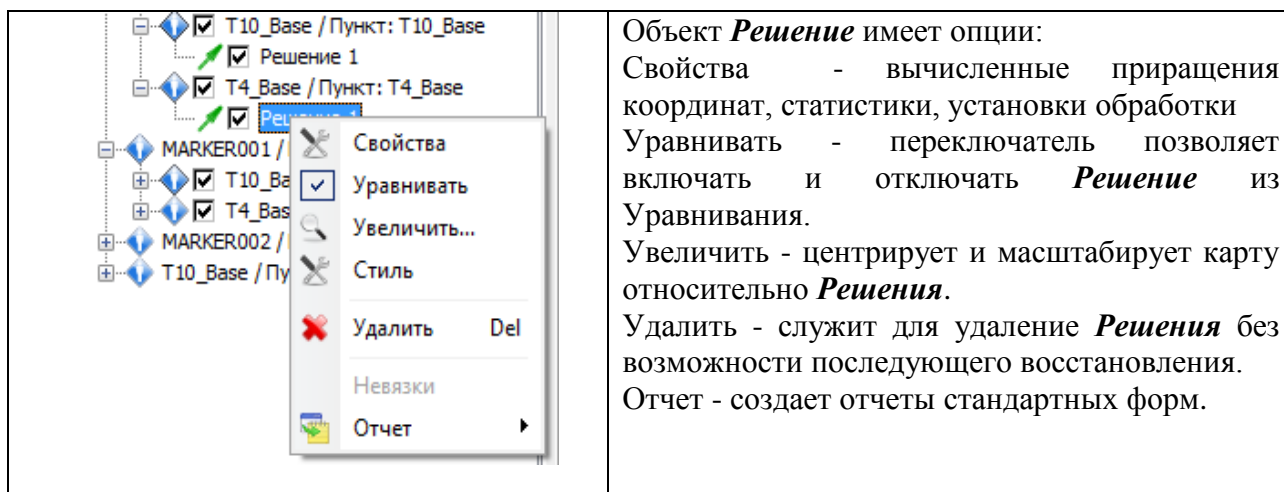 T10_Base / Пункт: T10_Base
Решение 1
T4_Base / Пункт: T4_Base
Решение 1
MARKER001 /
T10_Ba
T4_Bas
MARKER002 /
T10_Base / Пу
Свойства
Уравнивать
Увеличить...
Стиль
Удалить Del
Невязки
Отчет
Объект Решение имеет опции:
Свойства - вычисленные приращения
координат, статистики, установки обработки
Уравнивать - переключатель позволяет
включать и отключать Решение из
Уравнивания.
Увеличить - центрирует и масштабирует карту
относительно Решения.
Удалить - служит для удаление Решения без
возможности последующего восстановления.
Отчет - создает отчеты стандартных форм.